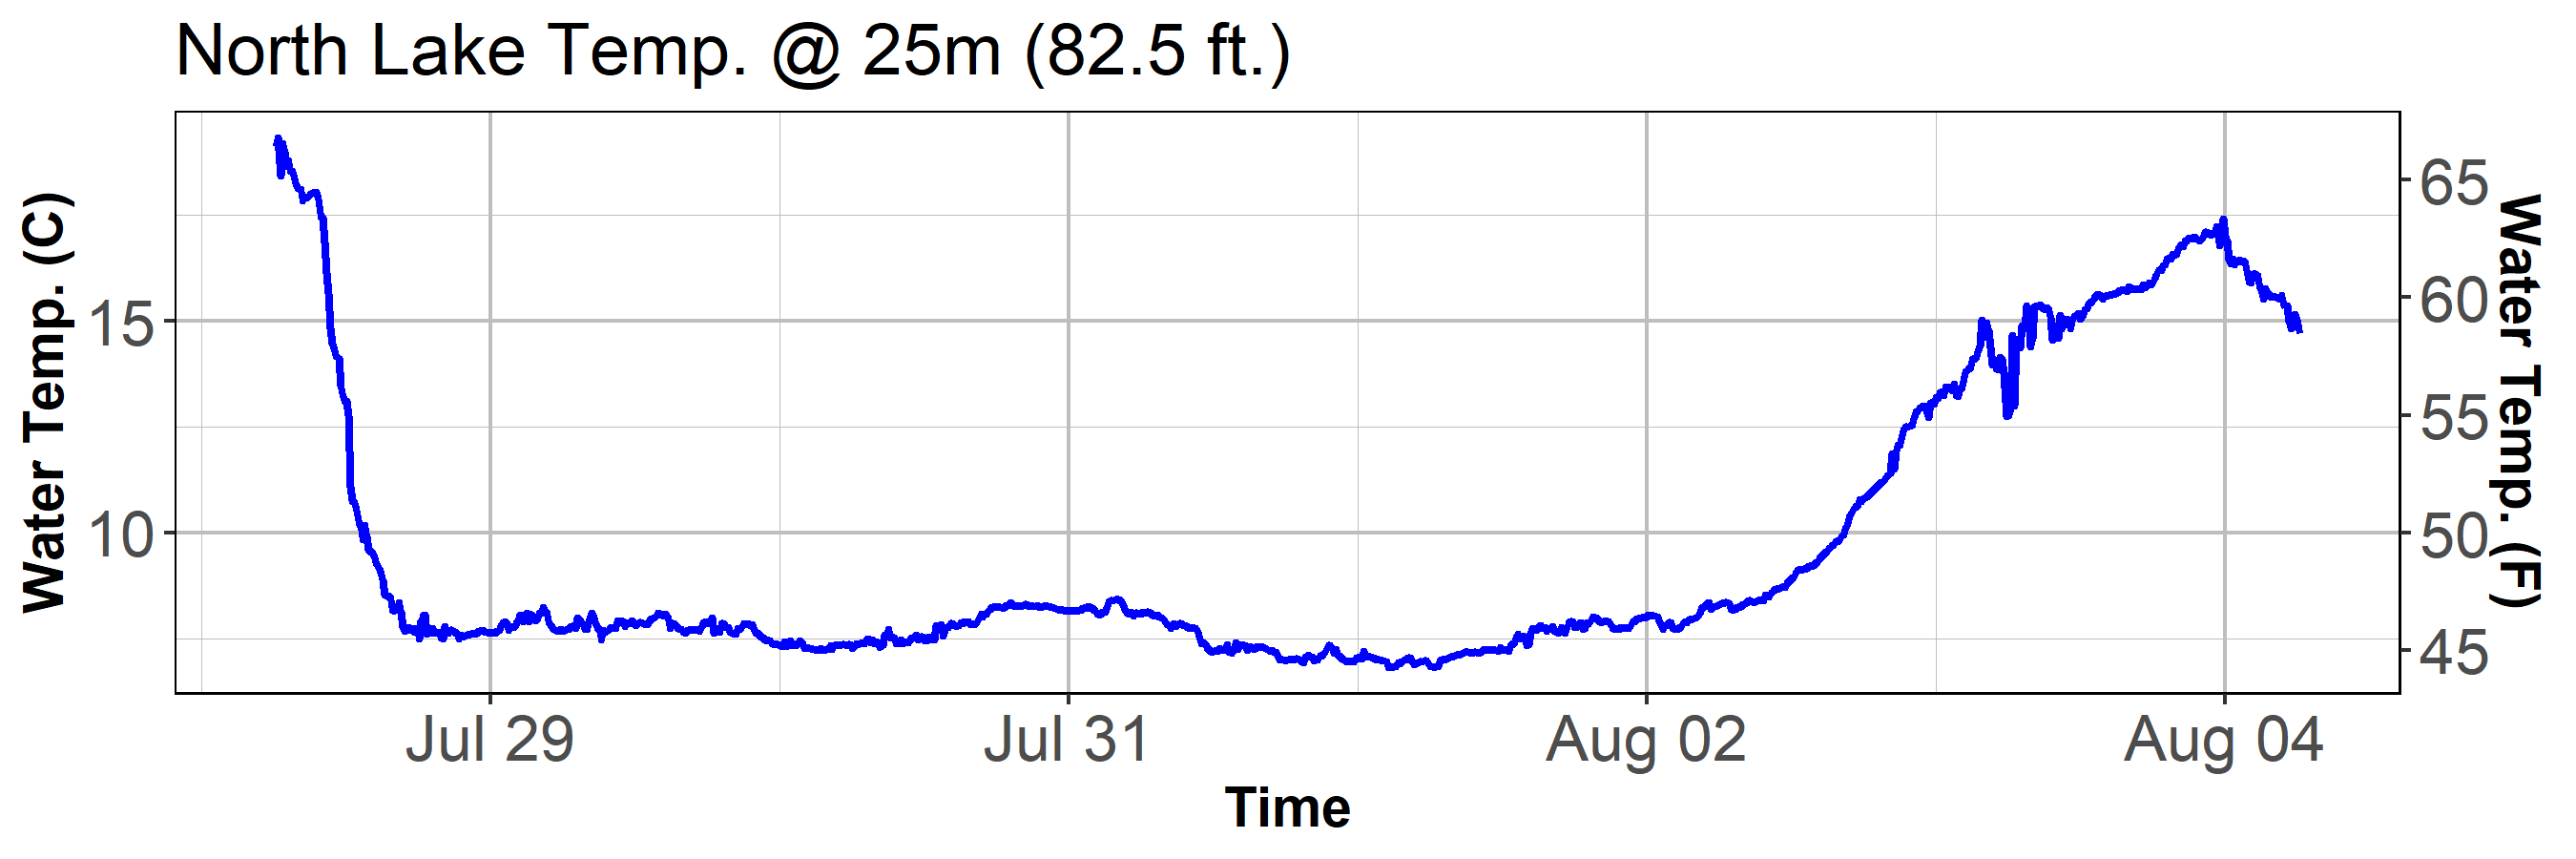 North Lake Temp. @ 25m (82.5 ft.)
Water Temp. (C)
15
10
65
60
55
50
45
Water Temp. (F)
Jul 29
Jul 31
Aug 02
Aug 04
Time